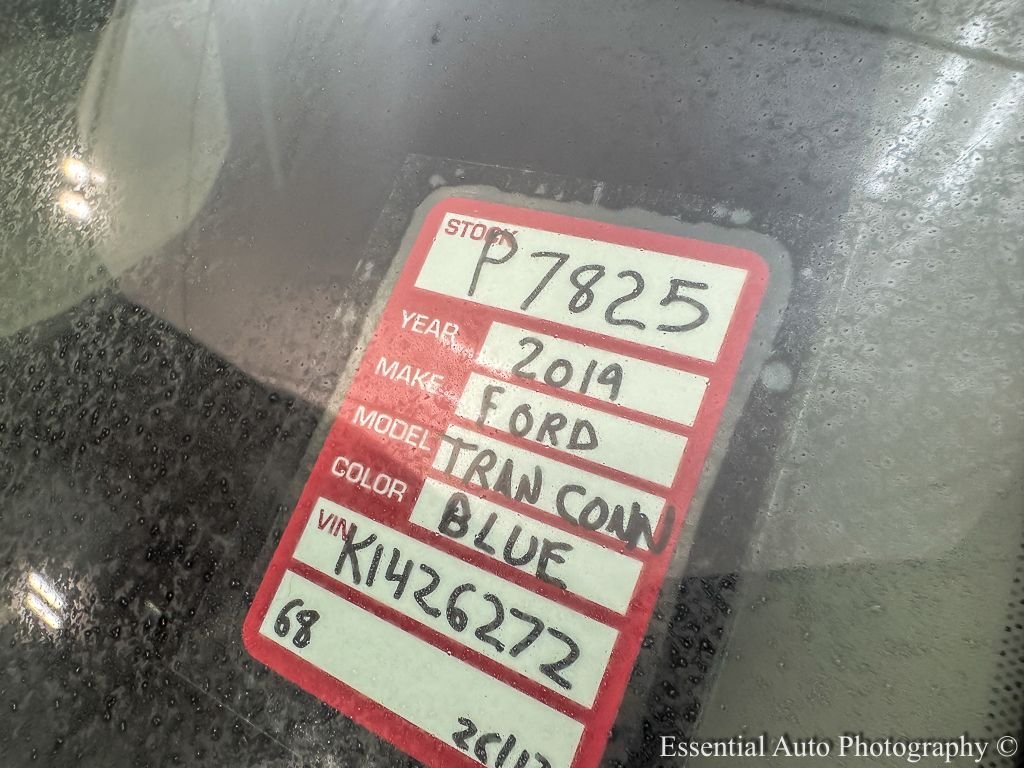 STOCK P7825
YEAR 2019
MAKE FORD
MODEL TRAN CONN
COLOR BLUE
VIN K1426272
68
Essential Auto Photography ©